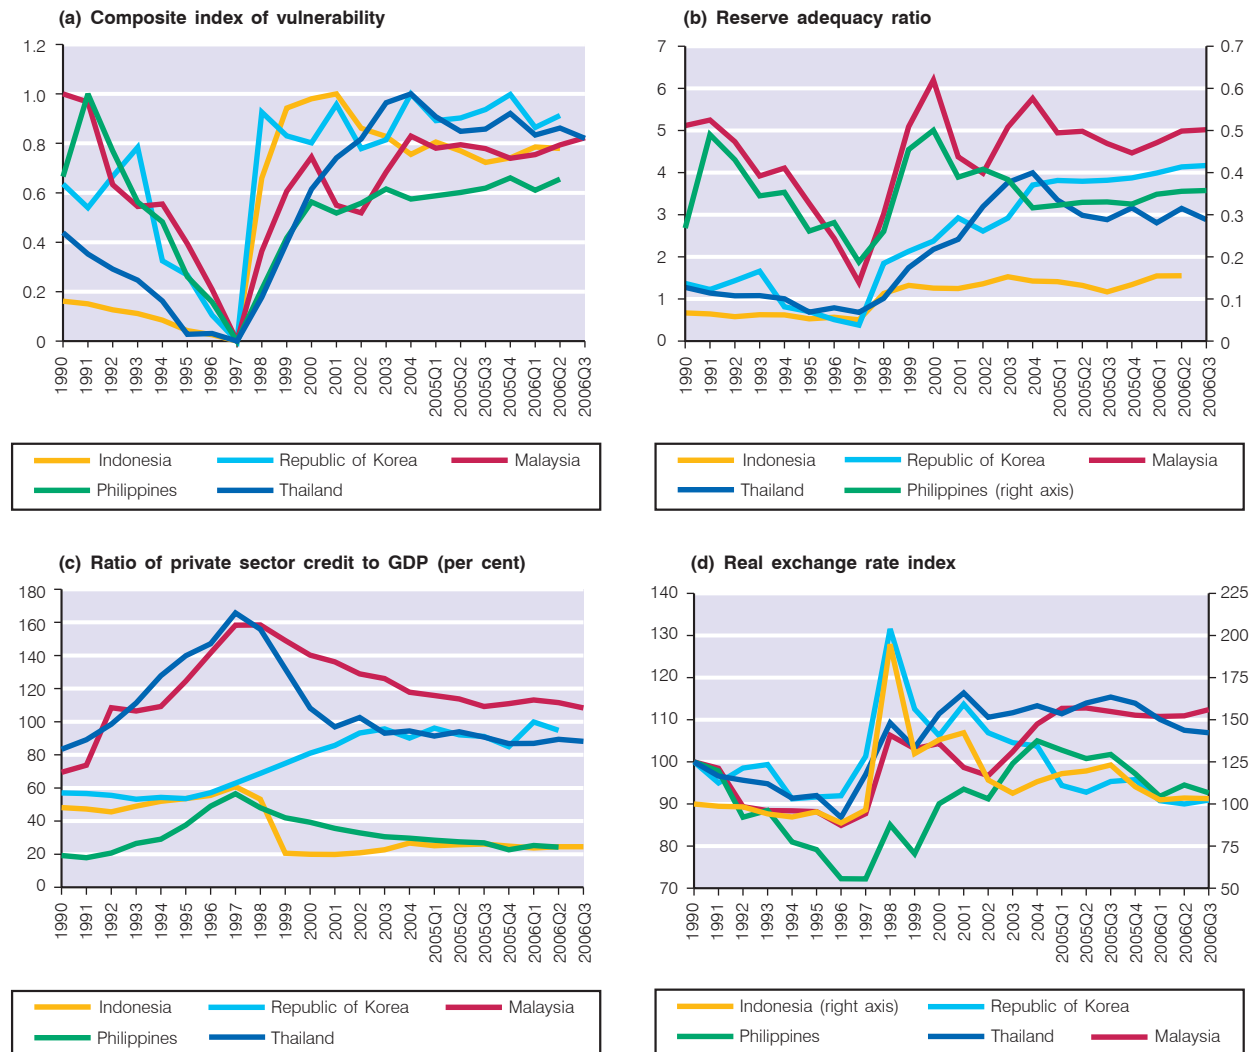 (a) Composite index of vulnerability
1.2
1.0
0.8
0.6
0.4
0.2
0
1990
1991
1992
1993
1994
1995
1996
1997
1998
1999
2000
2001
2002
2003
2004
2005Q1
2005Q2
2005Q3
2005Q4
2006Q1
2006Q2
2006Q3
Indonesia Republic of Korea Malaysia
Philippines Thailand
(b) Reserve adequacy ratio
7
6
5
4
3
2
1
0
0.7
0.6
0.5
0.4
0.3
0.2
0.1
0
1990
1991
1992
1993
1994
1995
1996
1997
1998
1999
2000
2001
2002
2003
2004
2005Q1
2005Q2
2005Q3
2005Q4
2006Q1
2006Q2
2006Q3
Indonesia Republic of Korea Malaysia
Thailand Philippines (right axis)
(c) Ratio of private sector credit to GDP (per cent)
180
160
140
120
100
80
60
40
20
0
1990
1991
1992
1993
1994
1995
1996
1997
1998
1999
2000
2001
2002
2003
2004
2005Q1
2005Q2
2005Q3
2005Q4
2006Q1
2006Q2
2006Q3
Indonesia Republic of Korea Malaysia
Philippines Thailand
(d) Real exchange rate index
140
130
120
110
100
90
80
70
225
200
175
150
125
100
75
50
1990
1991
1992
1993
1994
1995
1996
1997
1998
1999
2000
2001
2002
2003
2004
2005Q1
2005Q2
2005Q3
2005Q4
2006Q1
2006Q2
2006Q3
Indonesia (right axis) Republic of Korea
Philippines Thailand Malaysia